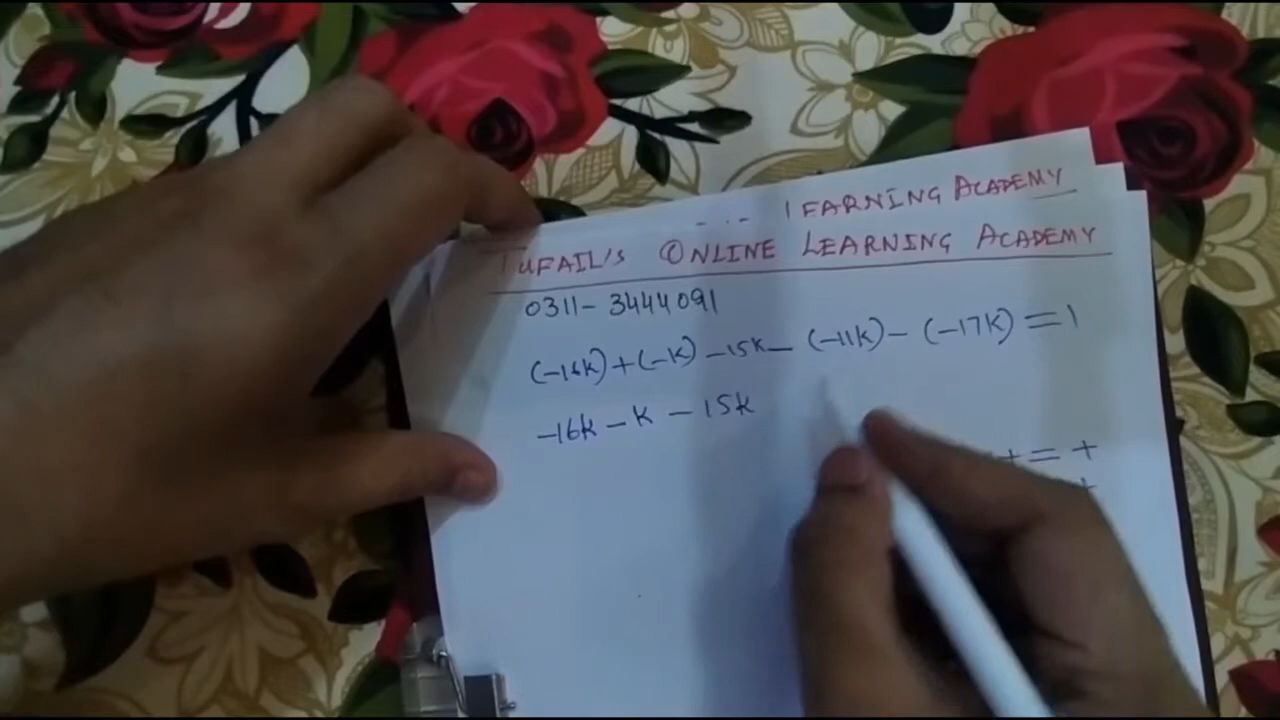 LEARNING ACADEMY
TUFAIL'S ONLINE LEARNING ACADEMY
0311-3444091
(-16K)+(-K)-15K-(-11K)-(-17K)=1
-16K-K-15K
+=+
+